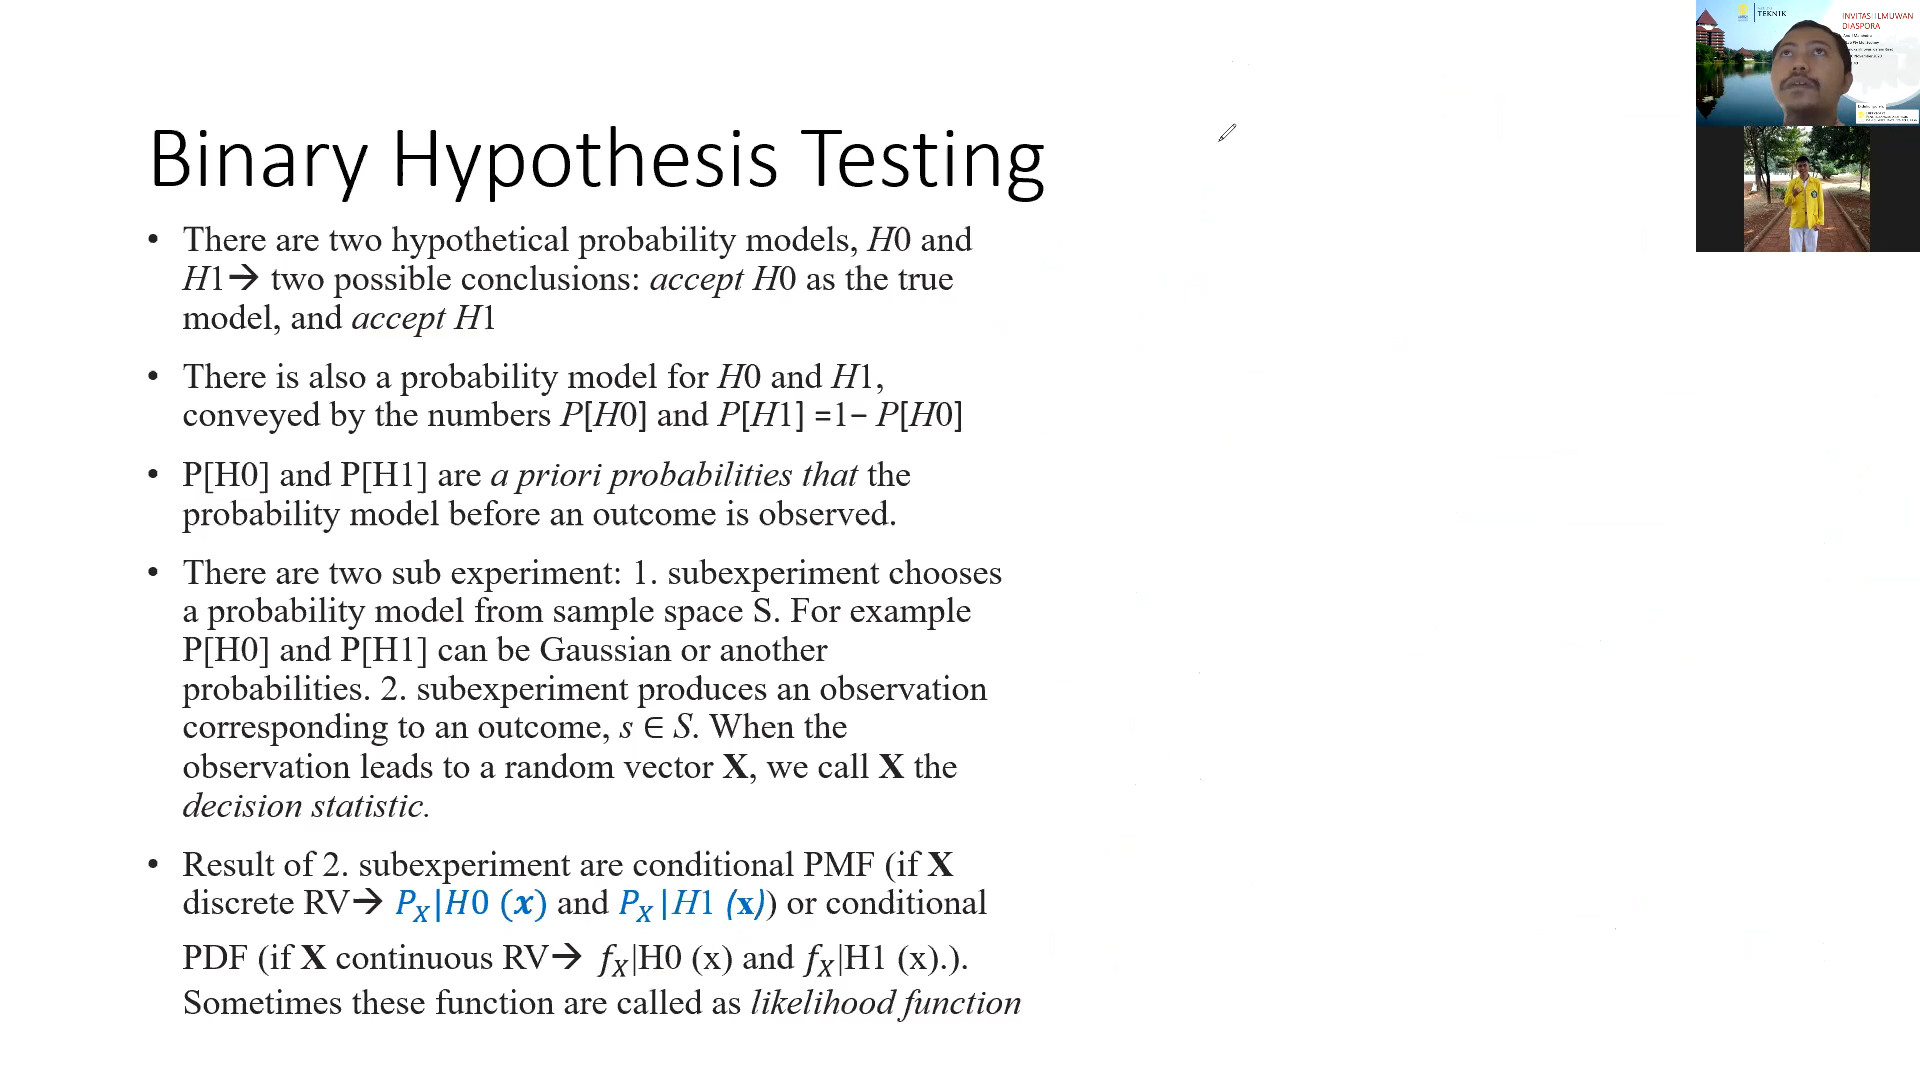 Binary Hypothesis Testing
• There are two hypothetical probability models, H0 and
H1→ two possible conclusions: accept H0 as the true
model, and accept H1
• There is also a probability model for H0 and H1,
conveyed by the numbers P[H0] and P[H1] =1− P[H0]
• P[H0] and P[H1] are a priori probabilities that the
probability model before an outcome is observed.
• There are two sub experiment: 1. subexperiment chooses
a probability model from sample space S. For example
P[H0] and P[H1] can be Gaussian or another
probabilities. 2. subexperiment produces an observation
corresponding to an outcome, s ∈ S. When the
observation leads to a random vector X, we call X the
decision statistic.
• Result of 2. subexperiment are conditional PMF (if X
discrete RV→ P_X|H0 (x) and P_X|H1 (x)) or conditional
PDF (if X continuous RV→ f_X|H0 (x) and f_X|H1 (x).).
Sometimes these function are called as likelihood function
TEKNIK
INVITASI ILMUWAN
DIASPORA